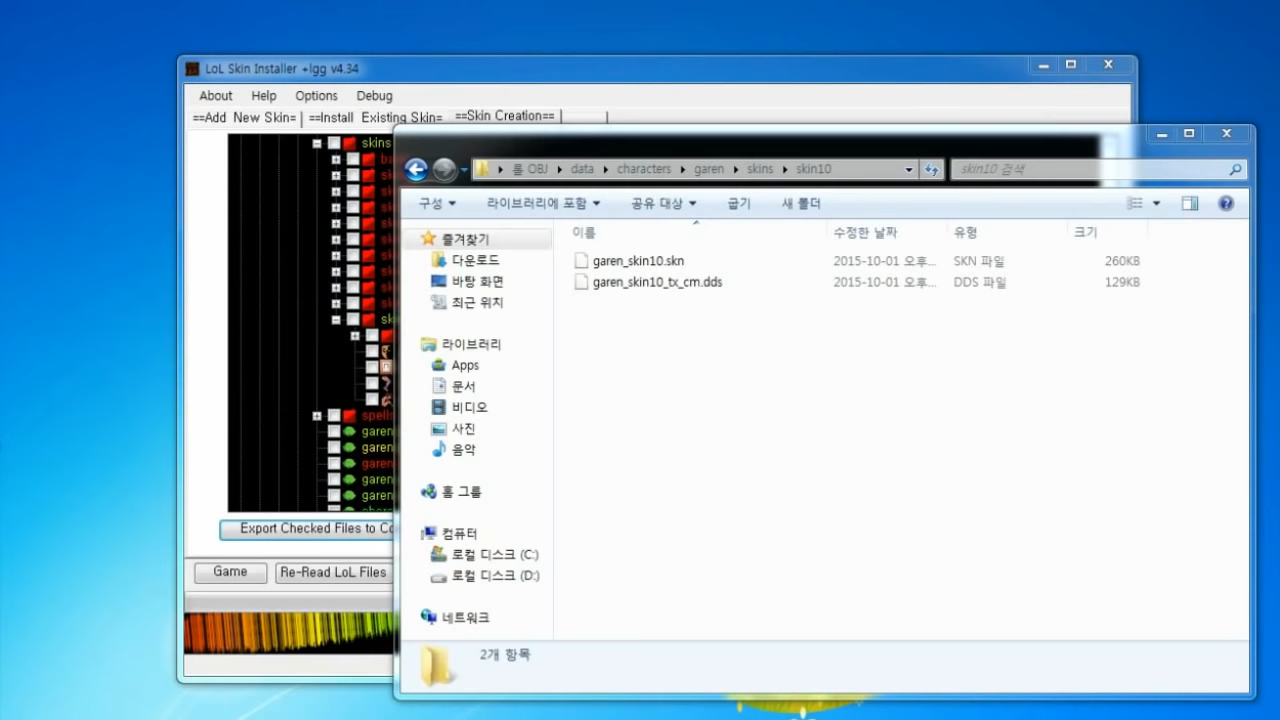 LoL Skin Installer +lgg v4.34
About Help Options Debug
==Add New Skin= ==Install Existing Skin= ==Skin Creation==
skins
spells
garen
garen
garen
garen
garen
Export Checked Files to Co
Game Re-Read LoL Files
롤 OBJ data characters garen skins skin10
skin10 검색
구성 라이브러리에 포함 공유 대상 굽기 새 폴더
이름 수정한 날짜 유형 크기
garen_skin10.skn 2015-10-01 오후... SKN 파일 260KB
garen_skin10_tx_cm.dds 2015-10-01 오후... DDS 파일 129KB
즐겨찾기
다운로드
바탕 화면
최근 위치
라이브러리
Apps
문서
비디오
사진
음악
홈 그룹
컴퓨터
로컬 디스크 (C:)
로컬 디스크 (D:)
네트워크
2개 항목